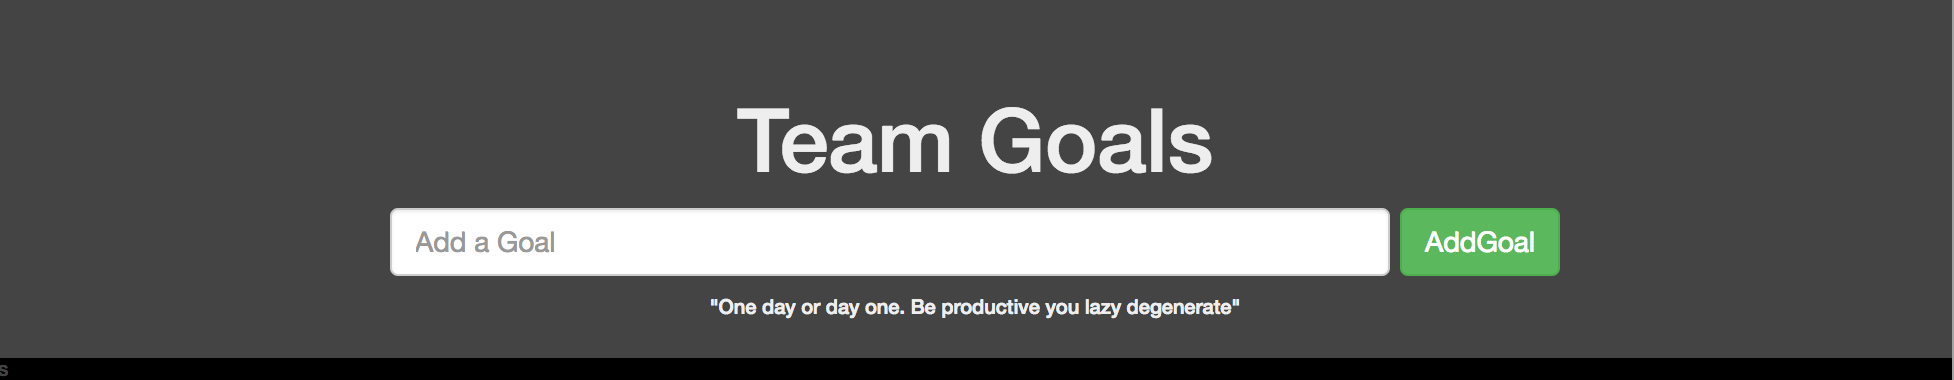 Team Goals
Add a Goal
AddGoal
"One day or day one. Be productive you lazy degenerate"
s